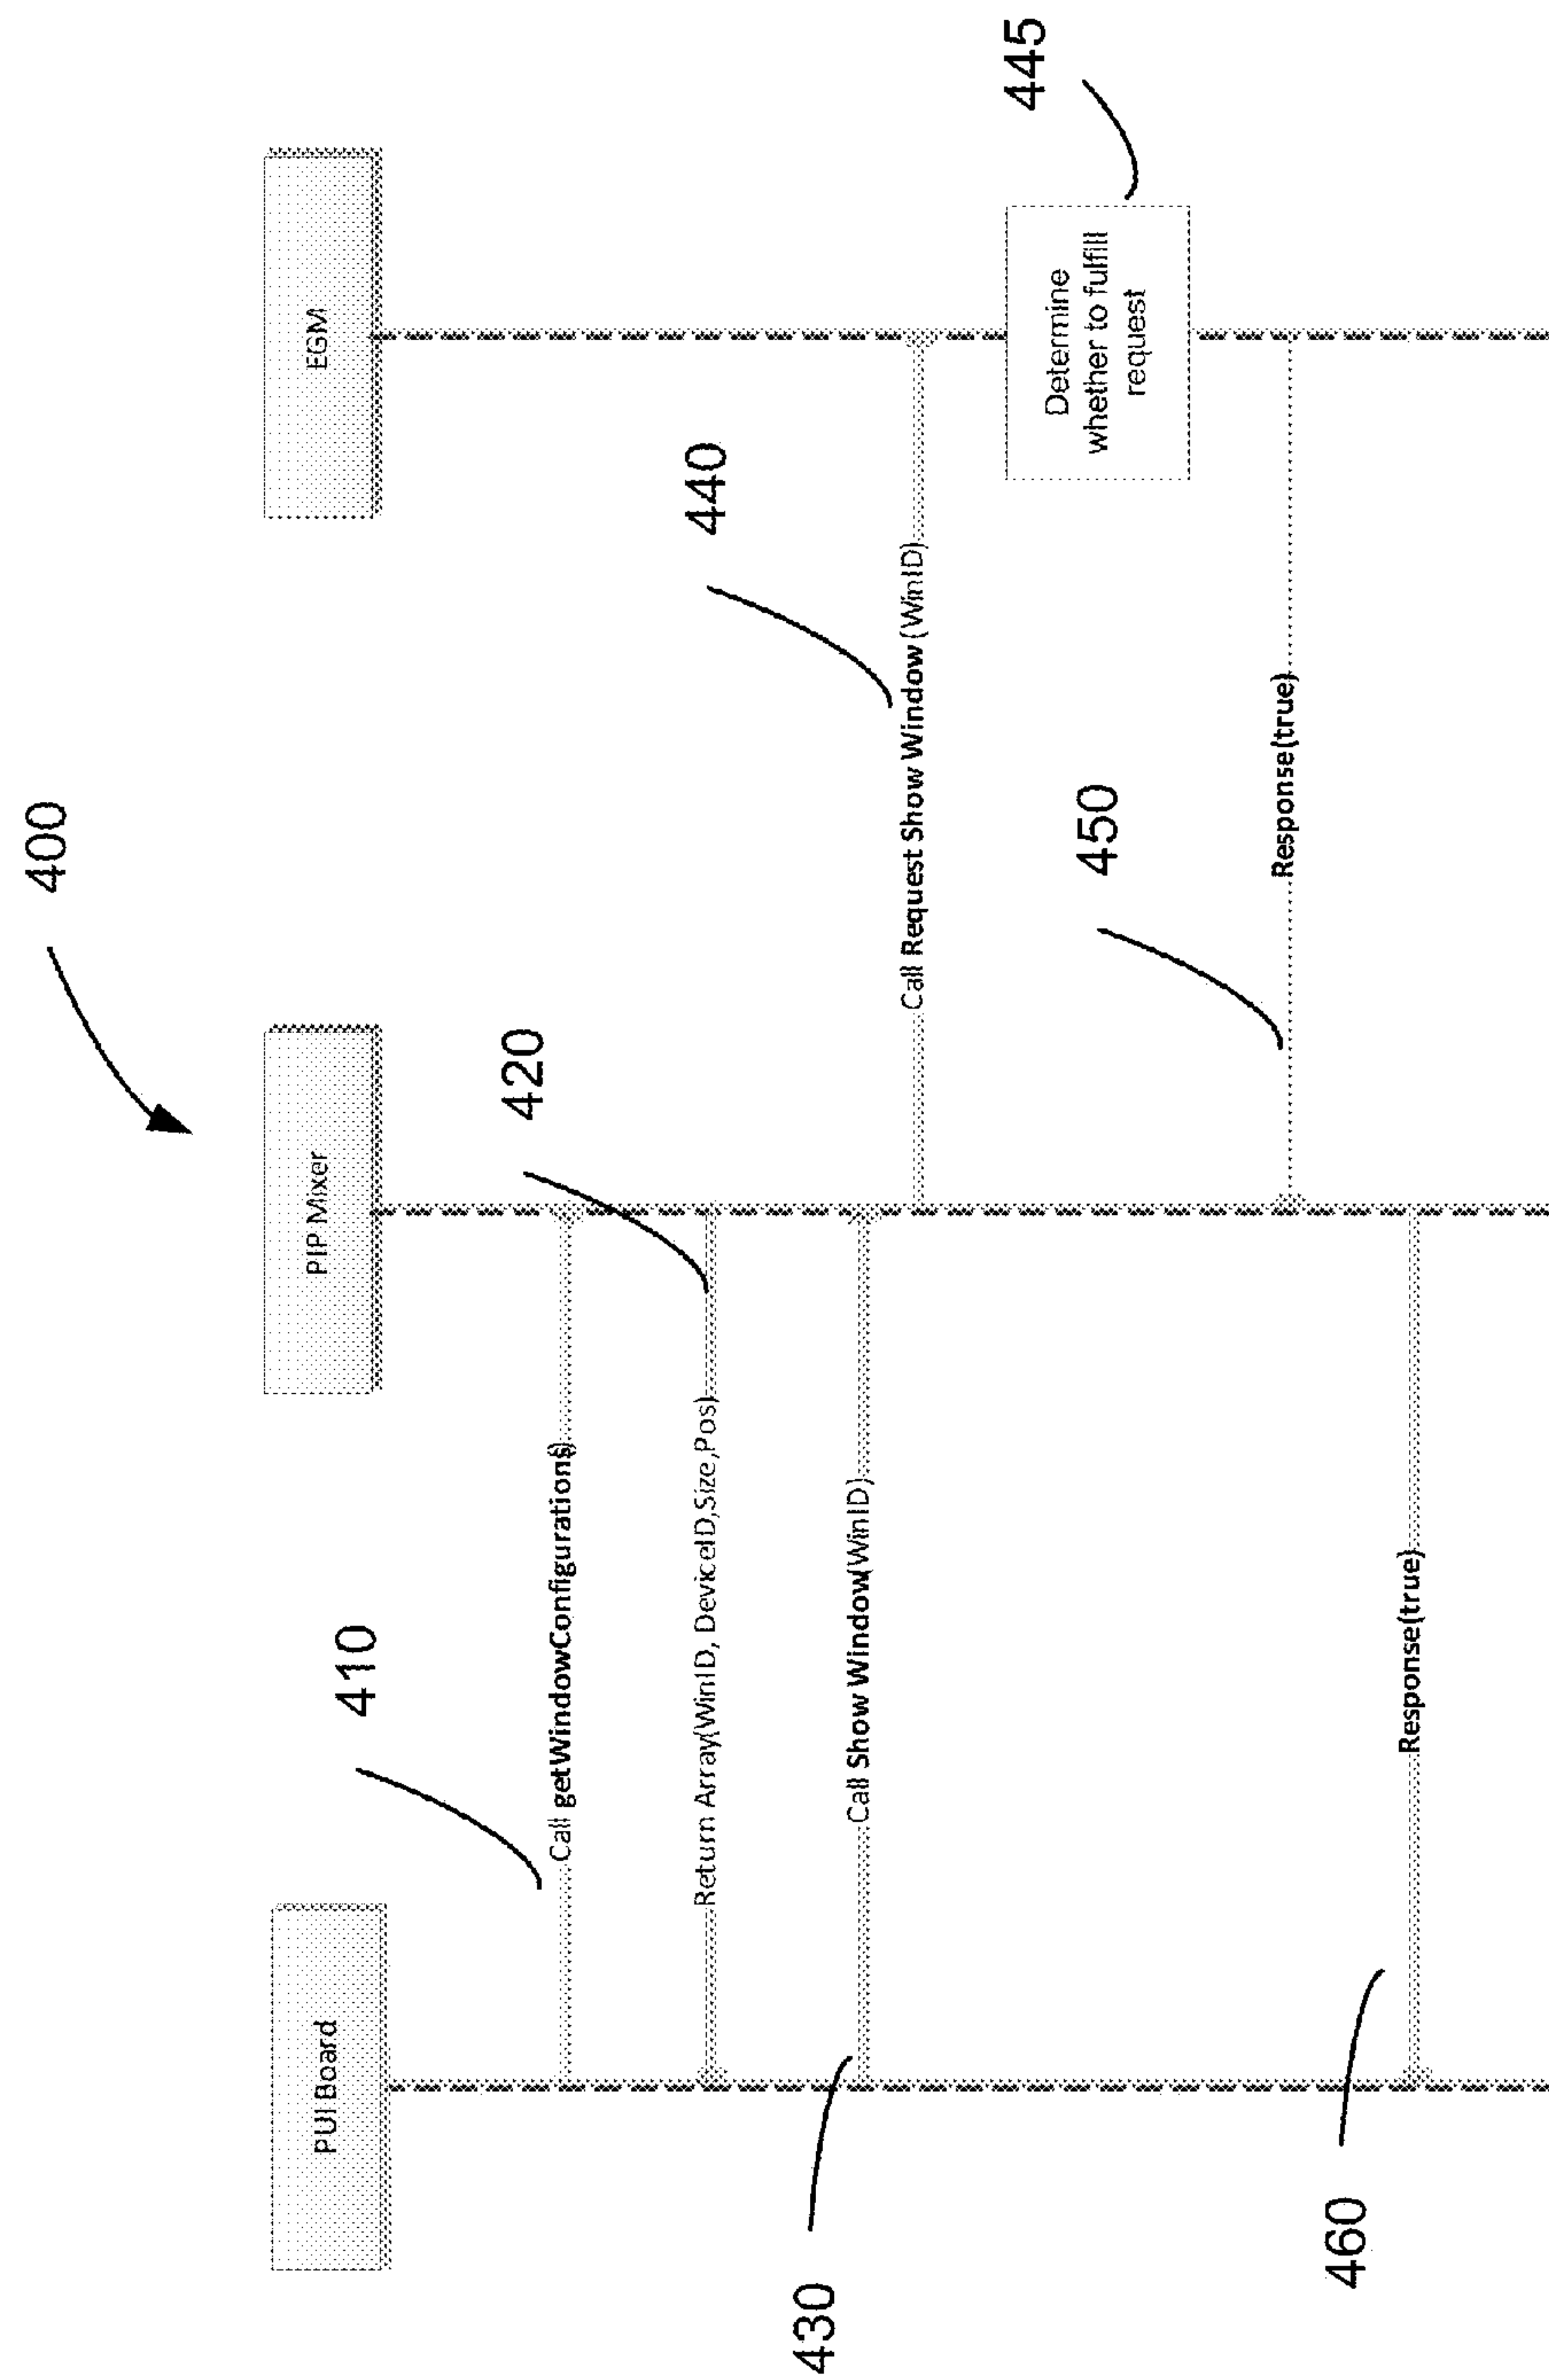 400
PUI Board
PIP Mixer
EGM
410
Call getWindowConfigurations)
420
Return Array(WinID, DeviceID,Size,Pos)
430
Call Show Window(WinID)
440
Call Request Show Window (WinID)
445
Determine
whether to fulfill
request
450
Response(true)
460
Response(true)